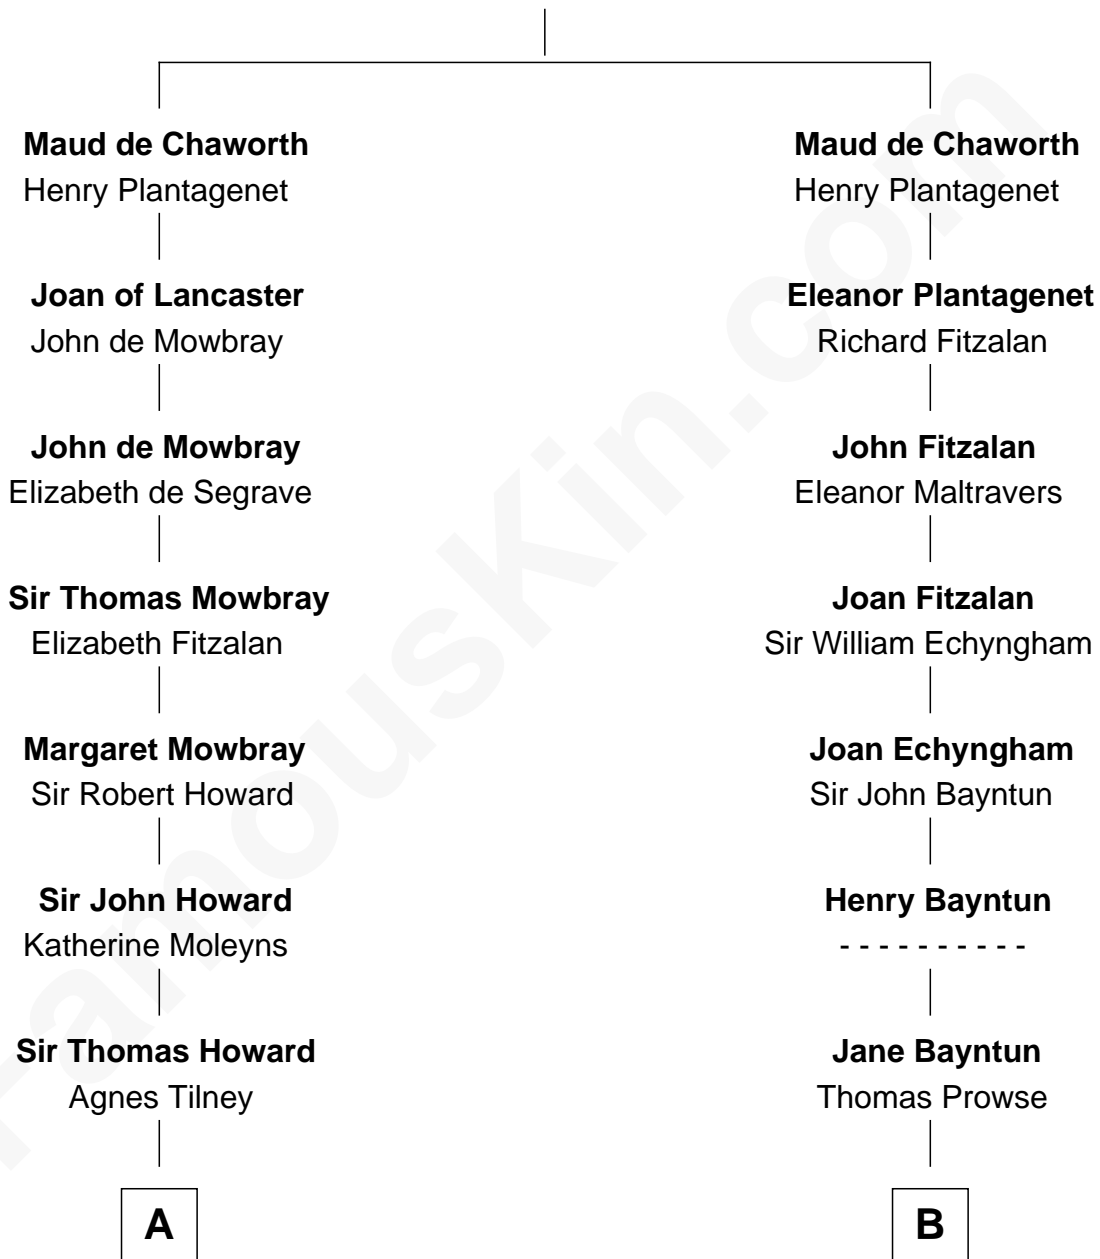 Maud de Chaworth
Henry Plantagenet
Joan of Lancaster
John de Mowbray
John de Mowbray
Elizabeth de Segrave
Sir Thomas Mowbray
Elizabeth Fitzalan
Margaret Mowbray
Sir Robert Howard
Sir John Howard
Katherine Moleyns
Sir Thomas Howard
Agnes Tilney
A
Maud de Chaworth
Henry Plantagenet
Eleanor Plantagenet
Richard Fitzalan
John Fitzalan
Eleanor Maltravers
Joan Fitzalan
Sir William Echyngham
Joan Echyngham
Sir John Bayntun
Henry Bayntun
- - - - - - - - - -
Jane Bayntun
Thomas Prowse
B
FamousKin.com